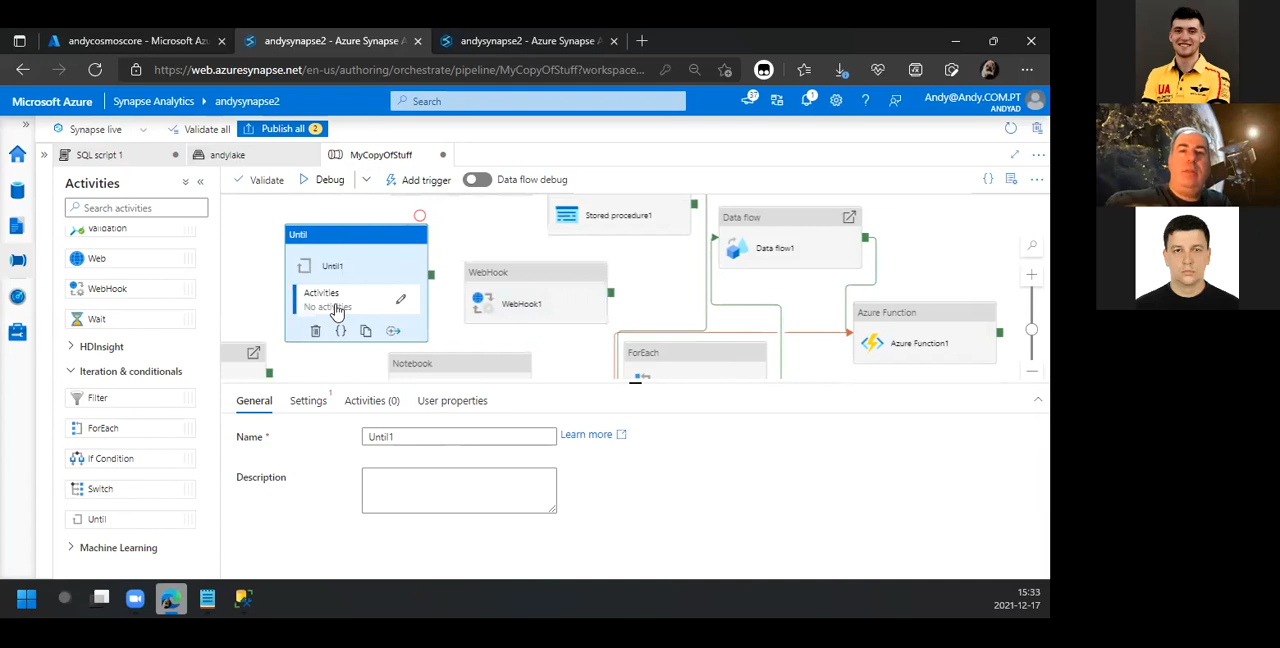 andycosmoscore - Microsoft Az
andysynapse2 - Azure Synapse A
andysynapse2 - Azure Synapse A
https://web.azuresynapse.net/en-us/authoring/orchestrate/pipeline/MyCopyOfStuff?workspace...
Microsoft Azure
Synapse Analytics
andysynapse2
Search
37
1
Andy@Andy.COM.PT
ANDYAD
Synapse live
Validate all
Publish all
2
SQL script 1
andylake
MyCopyOfStuff
Activities
Validate
Debug
Add trigger
Data flow debug
Search activities
Validation
Web
WebHook
Wait
HDInsight
Iteration & conditionals
Filter
ForEach
If Condition
Switch
Until
Machine Learning
Until
Until1
Activities
No activities
Stored procedure1
WebHook
WebHook1
Data flow
Data flow1
Azure Function
Azure Function1
Notebook
ForEach
General
Settings
1
Activities (0)
User properties
Name *
Until1
Learn more
Description
15:33
2021-12-17
UA